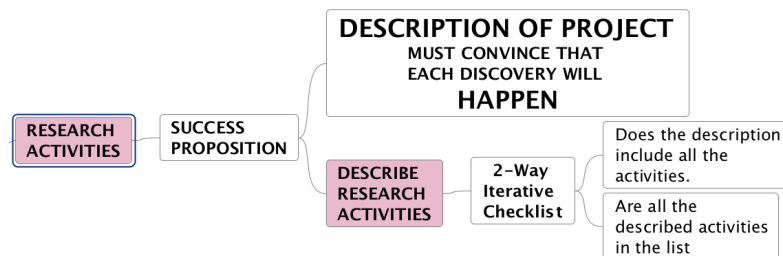 DESCRIPTION OF PROJECT
MUST CONVINCE THAT
EACH DISCOVERY WILL
HAPPEN
RESEARCH
ACTIVITIES
SUCCESS
PROPOSITION
DESCRIBE
RESEARCH
ACTIVITIES
2-Way
Iterative
Checklist
Does the description
include all the
activities.
Are all the
described activities
in the list